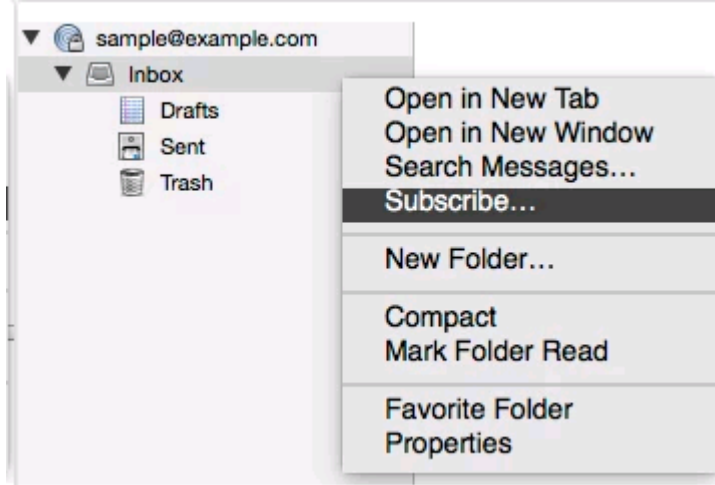 sample@example.com
Inbox
Drafts
Sent
Trash
Open in New Tab
Open in New Window
Search Messages...
Subscribe...
New Folder...
Compact
Mark Folder Read
Favorite Folder
Properties